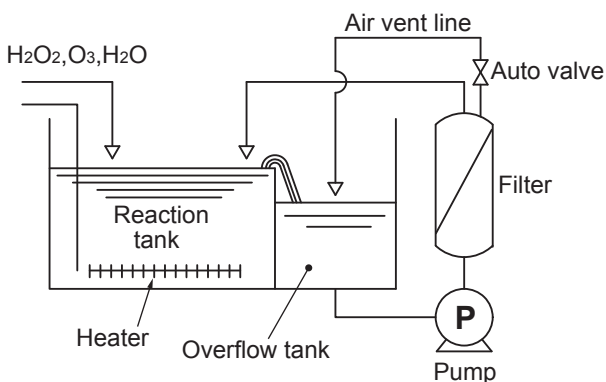 Air vent line
H2O2,O3,H2O
Auto valve
Filter
Reaction
tank
P
Heater
Overflow tank
Pump